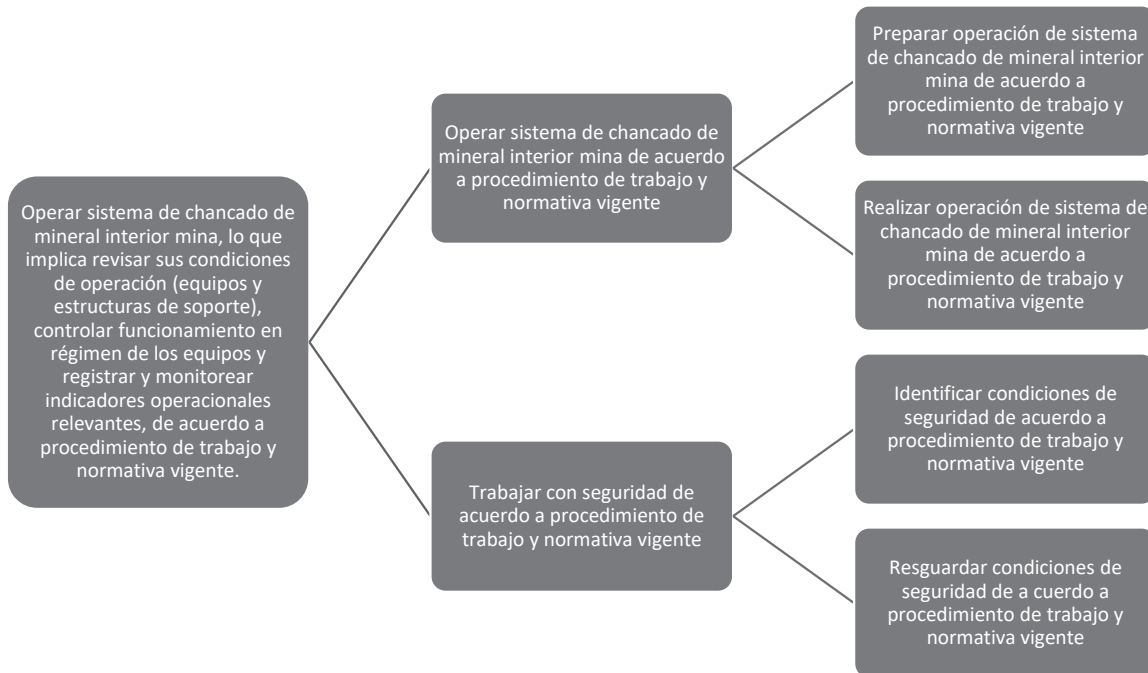 Operar sistema de chancado de
mineral interior mina, lo que
implica revisar sus condiciones
de operación (equipos y
estructuras de soporte),
controlar funcionamiento en
régimen de los equipos y
registrar y monitorear
indicadores operacionales
relevantes, de acuerdo a
procedimiento de trabajo y
normativa vigente.
Operar sistema de chancado de
mineral interior mina de acuerdo
a procedimiento de trabajo y
normativa vigente
Preparar operación de sistema
de chancado de mineral interior
mina de acuerdo a
procedimiento de trabajo y
normativa vigente
Realizar operación de sistema de
chancado de mineral interior
mina de acuerdo a
procedimiento de trabajo y
normativa vigente
Trabajar con seguridad de
acuerdo a procedimiento de
trabajo y normativa vigente
Identificar condiciones de
seguridad de acuerdo a
procedimiento de trabajo y
normativa vigente
Resguardar condiciones de
seguridad de a cuerdo a
procedimiento de trabajo y
normativa vigente